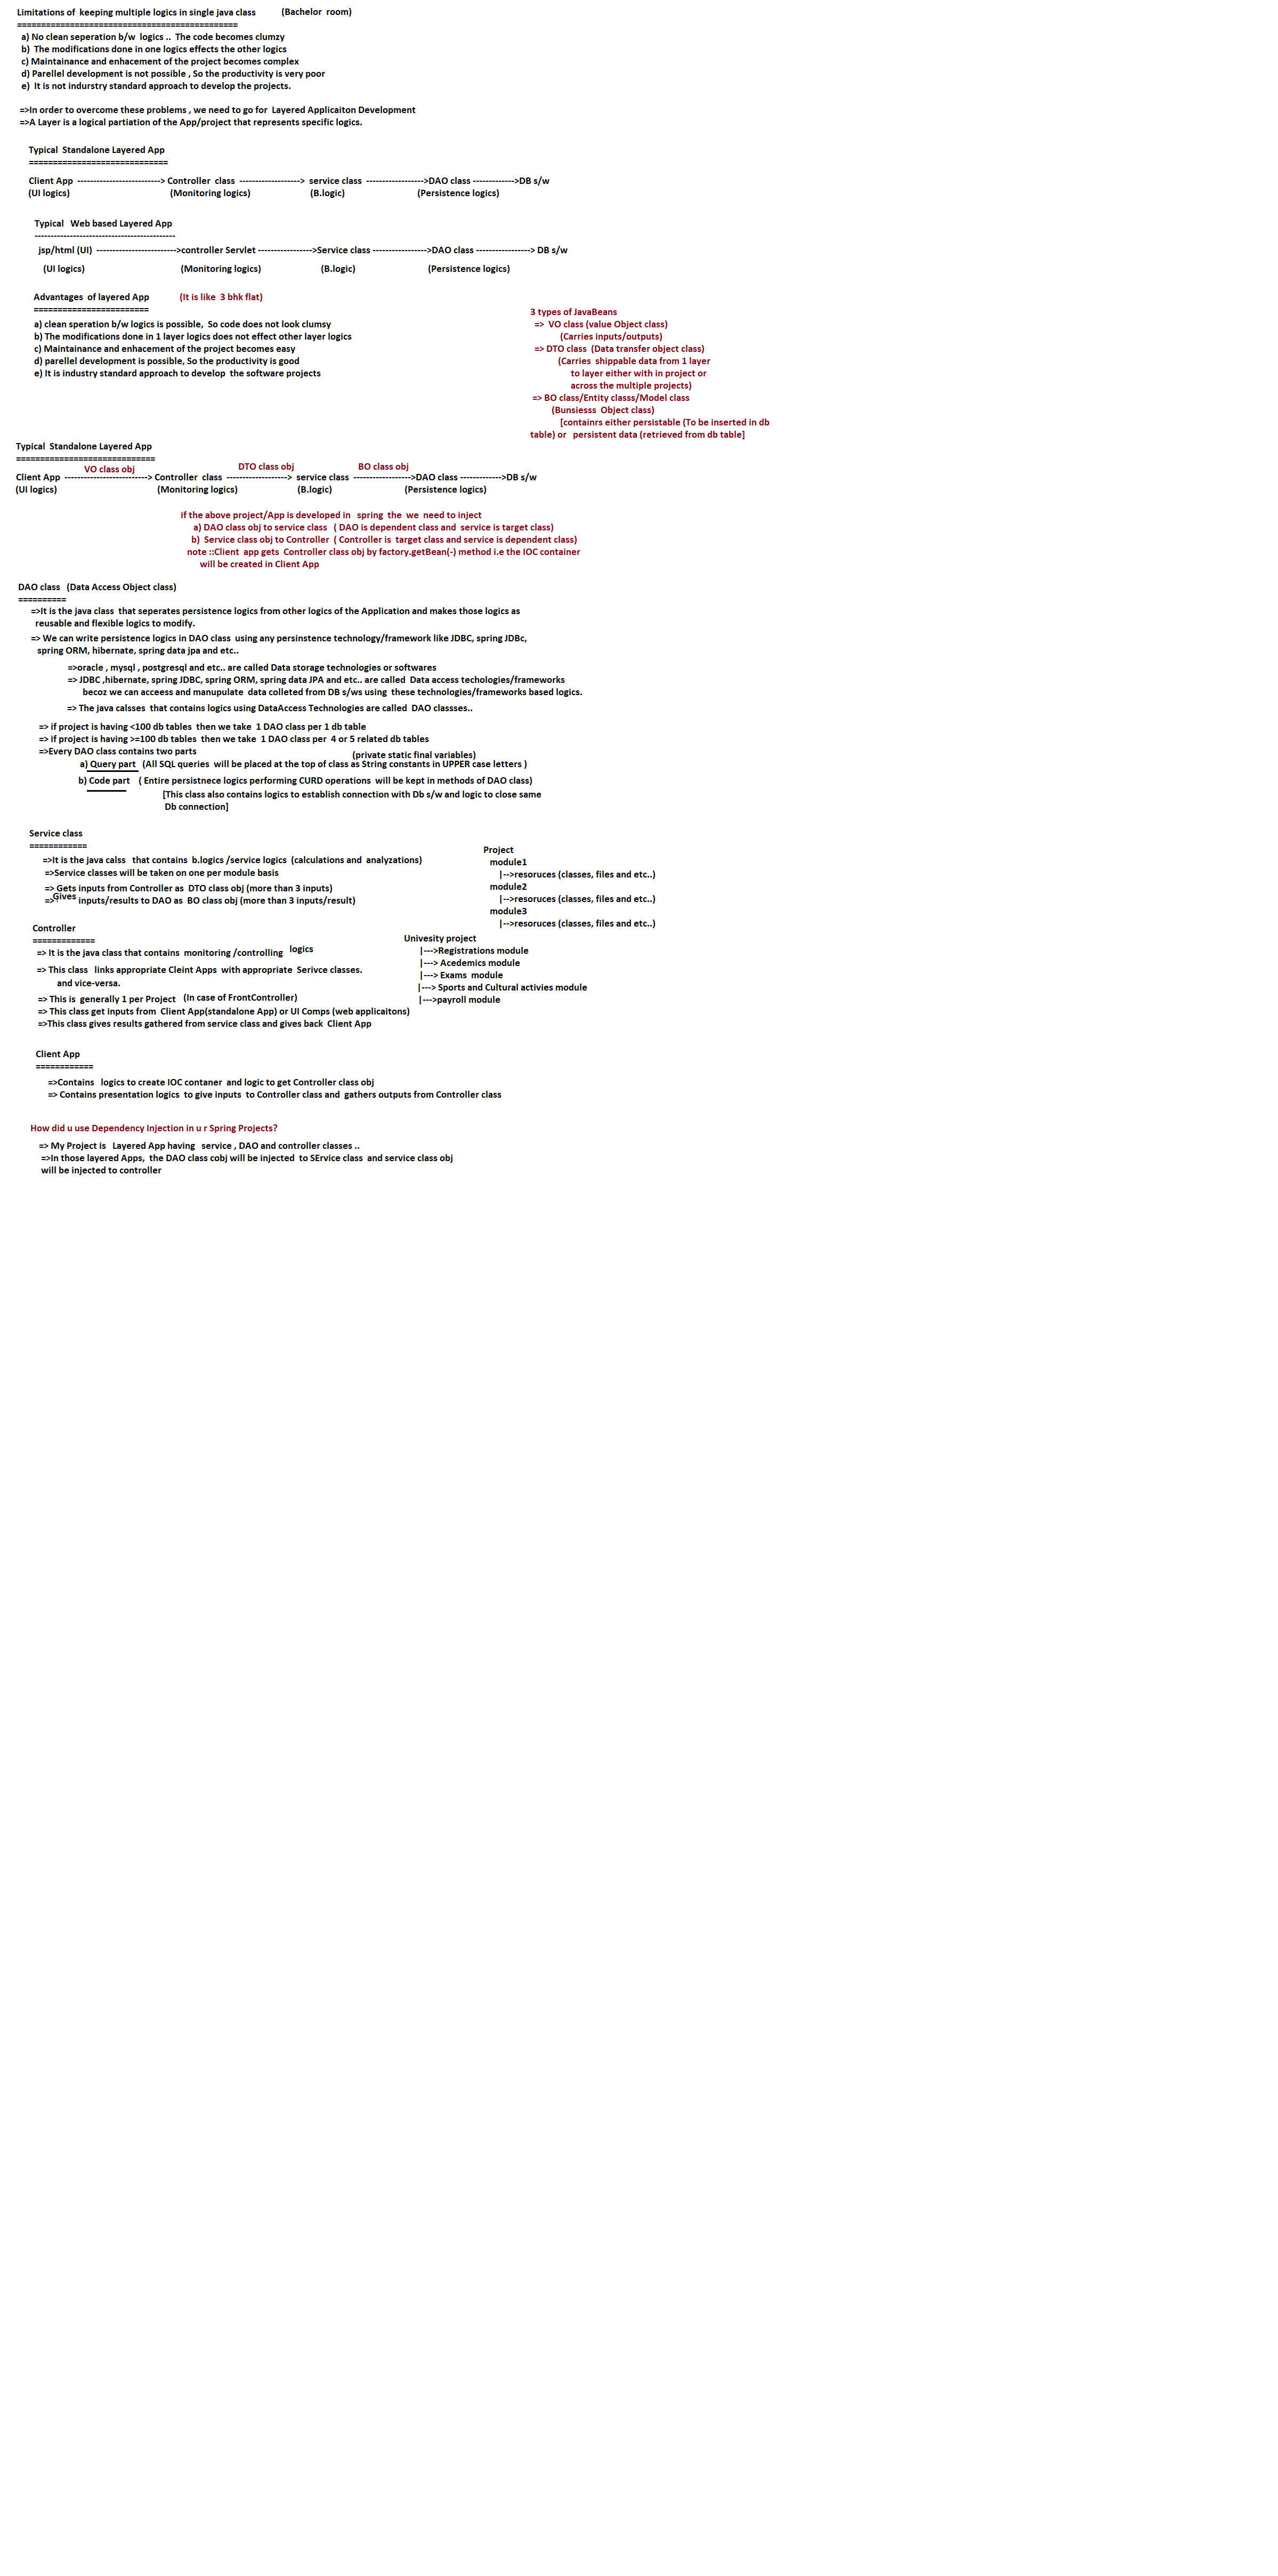 Limitations of  keeping multiple logics in single java class          (Bachelor  room)
==============================================
a) No clean seperation b/w  logics ..  The code becomes clumzy
b)  The modifications done in one logics effects the other logics
c) Maintainance and enhacement of the project becomes complex
d) Parellel development is not possible , So the productivity is very poor
e)  It is not indurstry standard approach to develop the projects.
=>In order to overcome these problems , we need to go for  Layered Applicaiton Development
=>A Layer is a logical partiation of the App/project that represents specific logics.
Typical  Standalone Layered App
=============================
Client App  --------------------------> Controller  class  ------------------->  service class  ------------------>DAO class ------------->DB s/w
(UI logics)                    (Monitoring logics)              (B.logic)                  (Persistence logics)
Typical   Web based Layered App
--------------------------------------------
jsp/html (UI)  ------------------------->controller Servlet ----------------->Service class ----------------->DAO class -----------------> DB s/w
(UI logics)                    (Monitoring logics)              (B.logic)                  (Persistence logics)
Advantages  of layered App          (It is like  3 bhk flat)
========================
a) clean speration b/w logics is possible,  So code does not look clumsy
b) The modifications done in 1 layer logics does not effect other layer logics
c) Maintainance and enhacement of the project becomes easy
d) parellel development is possible, So the productivity is good
e) It is industry standard approach to develop  the software projects
3 types of JavaBeans
=>  VO class (value Object class)
(Carries inputs/outputs)
=> DTO class  (Data transfer object class)
(Carries  shippable data from 1 layer
to layer either with in project or
across the multiple projects)
=> BO class/Entity classs/Model class
(Bunsiesss  Object class)
[containrs either persistable (To be inserted in db
table) or   persistent data (retrieved from db table]
Typical  Standalone Layered App
=============================
VO class obj          DTO class obj          BO class obj
Client App  --------------------------> Controller  class  ------------------->  service class  ------------------>DAO class ------------->DB s/w
(UI logics)                    (Monitoring logics)              (B.logic)                  (Persistence logics)
if the above project/App is developed in   spring  the  we  need to inject
a) DAO class obj to service class   ( DAO is dependent class and  service is target class)
b)  Service class obj to Controller  ( Controller is  target class and service is dependent class)
note ::Client  app gets  Controller class obj by factory.getBean(-) method i.e the IOC container
will be created in Client App
DAO class   (Data Access Object class)
==========
=>It is the java class  that seperates persistence logics from other logics of the Application and makes those logics as
reusable and flexible logics to modify.
=> We can write persistence logics in DAO class  using any persinstence technology/framework like JDBC, spring JDBc,
spring ORM, hibernate, spring data jpa and etc..
=>oracle , mysql , postgresql and etc.. are called Data storage technologies or softwares
=> JDBC ,hibernate, spring JDBC, spring ORM, spring data JPA and etc.. are called  Data access techologies/frameworks
becoz we can acceess and manupulate  data colleted from DB s/ws using  these technologies/frameworks based logics.
=> The java calsses  that contains logics using DataAccess Technologies are called  DAO classses..
=> if project is having <100 db tables  then we take  1 DAO class per 1 db table
=> if project is having >=100 db tables  then we take  1 DAO class per  4 or 5 related db tables
=>Every DAO class contains two parts
(private static final variables)
a) Query part   (All SQL queries  will be placed at the top of class as String constants in UPPER case letters )
b) Code part    ( Entire persistnece logics performing CURD operations  will be kept in methods of DAO class)
[This class also contains logics to establish connection with Db s/w and logic to close same
Db connection]
Service class
============
=>It is the java calss   that contains  b.logics /service logics  (calculations and  analyzations)
=>Service classes will be taken on one per module basis
=> Gets inputs from Controller as  DTO class obj (more than 3 inputs)
=> Gives inputs/results to DAO as  BO class obj (more than 3 inputs/result)
Project
module1
|-->resoruces (classes, files and etc..)
module2
|-->resoruces (classes, files and etc..)
module3
|-->resoruces (classes, files and etc..)
Controller
=============
=> It is the java class that contains  monitoring /controlling   logics
=> This class   links appropriate Cleint Apps  with appropriate  Serivce classes.
and vice-versa.
=> This is  generally 1 per Project   (In case of FrontController)
=> This class get inputs from  Client App(standalone App) or UI Comps (web applicaitons)
=>This class gives results gathered from service class and gives back  Client App
Univesity project
|--->Registrations module
|---> Acedemics module
|---> Exams  module
|---> Sports and Cultural activies module
|--->payroll module
Client App
============
=>Contains   logics to create IOC contaner  and logic to get Controller class obj
=> Contains presentation logics  to give inputs  to Controller class and  gathers outputs from Controller class
How did u use Dependency Injection in u r Spring Projects?
=> My Project is   Layered App having   service , DAO and controller classes ..
=>In those layered Apps,  the DAO class cobj will be injected  to SErvice class  and service class obj
will be injected to controller